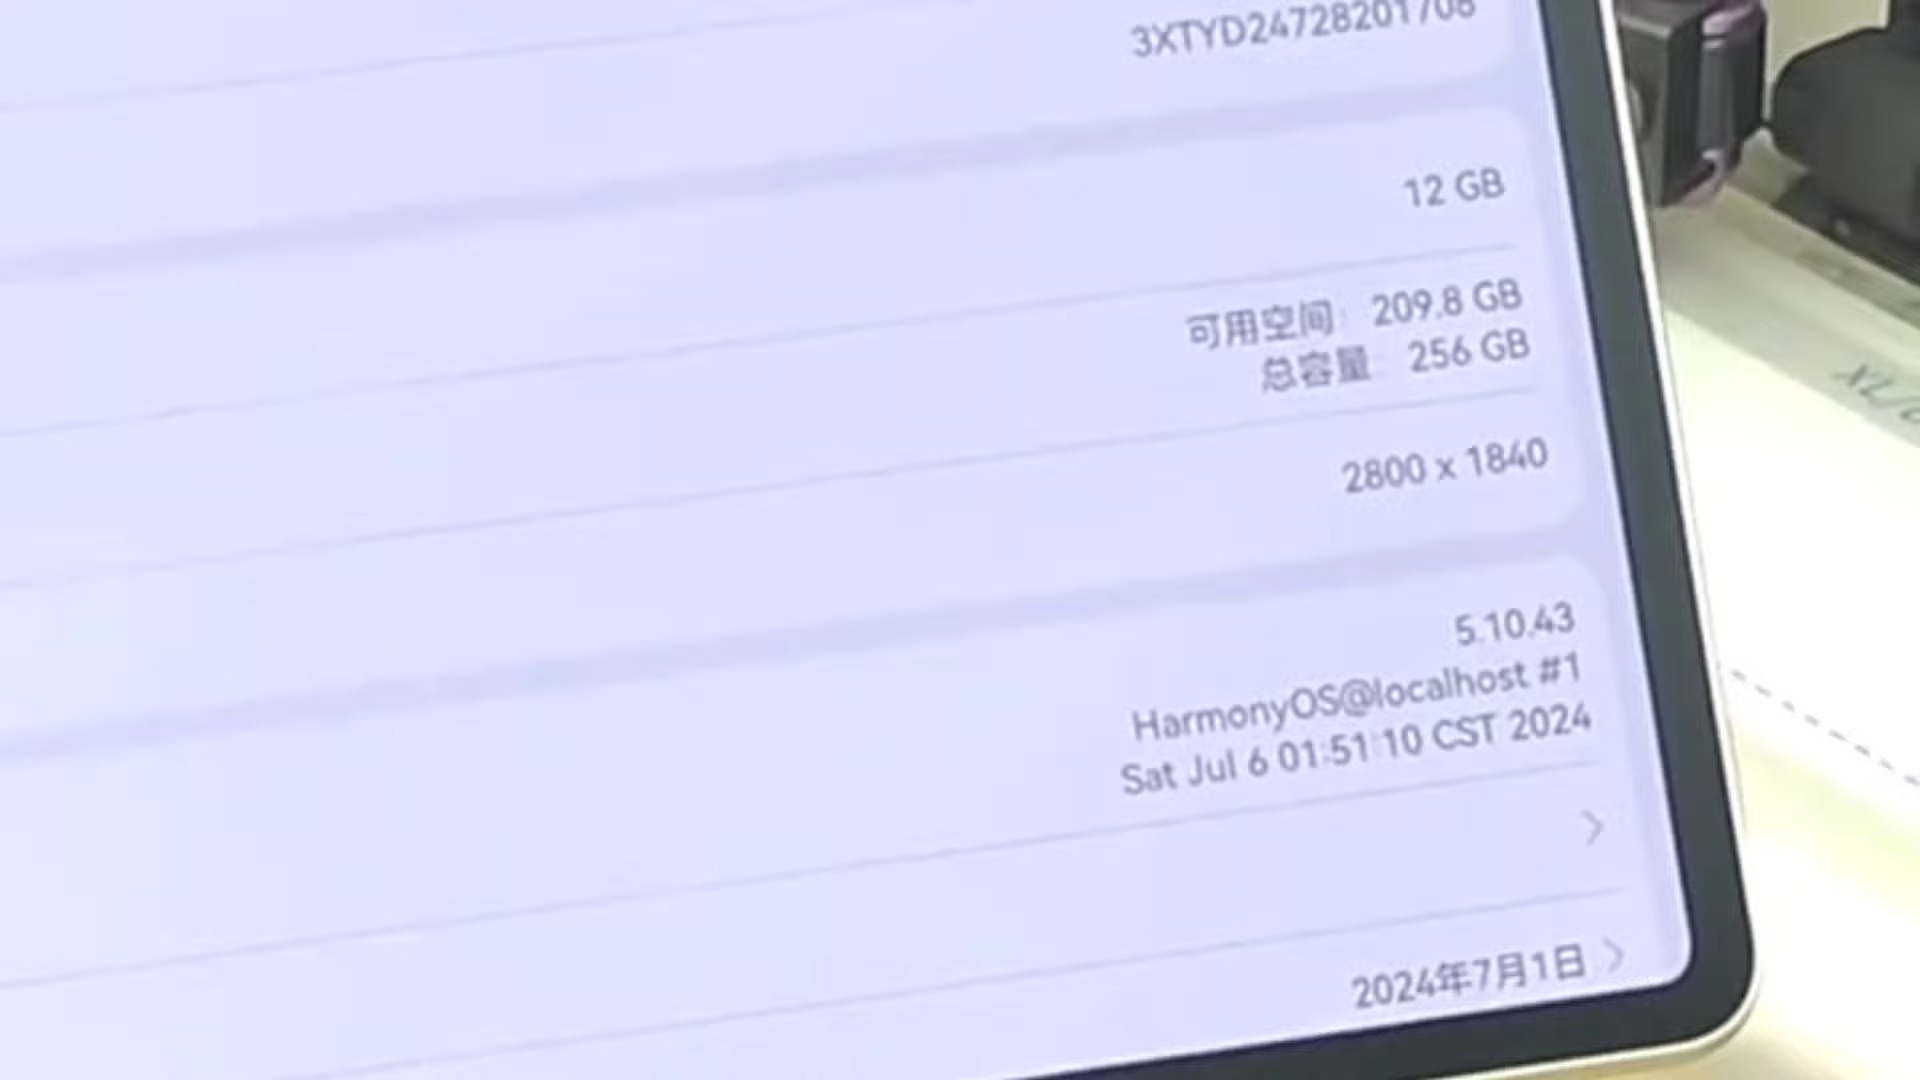 3XTYD24728201708
12 GB
可用空间： 209.8 GB
总容量： 256 GB
2800 x 1840
5.10.43
HarmonyOS@localhost #1
Sat Jul 6 01:51:10 CST 2024
2024年7月1日